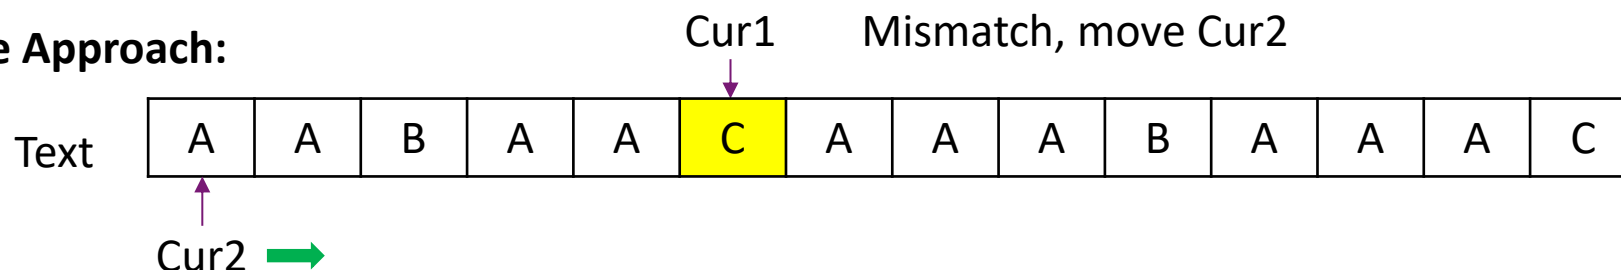 Cur1 Mismatch, move Cur2
e Approach:
Text A A B A A C A A A B A A A C
Cur2